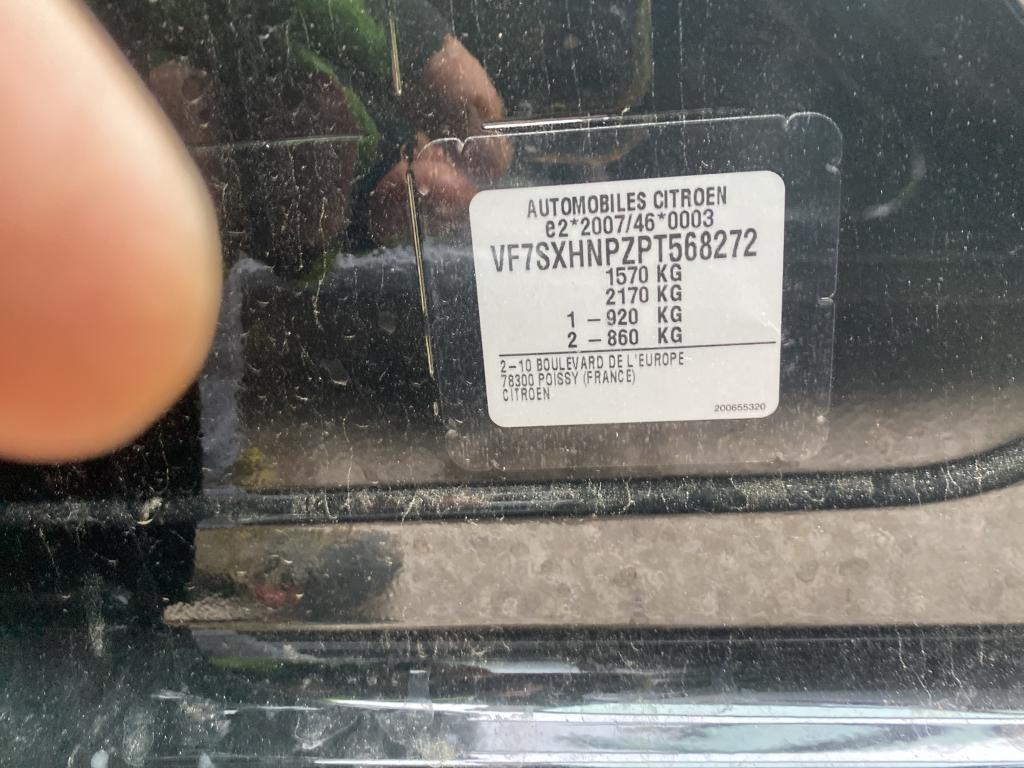 AUTOMOBILES CITROEN
e2*2007/46*0003
VF7SXHNPZPT568272
1570 KG
2170 KG
1 – 920 KG
2 – 860 KG
2–10 BOULEVARD DE L'EUROPE
78300 POISSY (FRANCE)
CITROEN
200655320